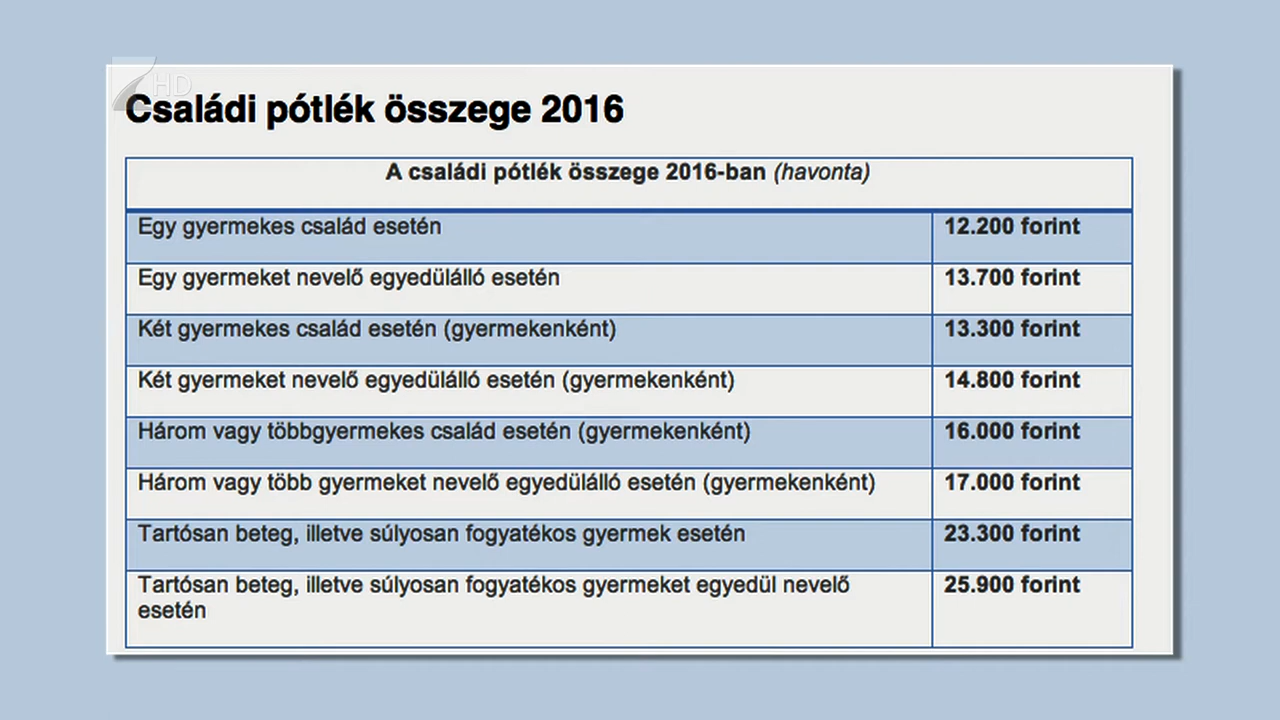 HD
Családi pótlék összege 2016
A családi pótlék összege 2016-ban (havonta)
Egy gyermekes család esetén 12.200 forint
Egy gyermeket nevelő egyedülálló esetén 13.700 forint
Két gyermekes család esetén (gyermekenként) 13.300 forint
Két gyermeket nevelő egyedülálló esetén (gyermekenként) 14.800 forint
Három vagy többgyermekes család esetén (gyermekenként) 16.000 forint
Három vagy több gyermeket nevelő egyedülálló esetén (gyermekenként) 17.000 forint
Tartósan beteg, illetve súlyosan fogyatékos gyermek esetén 23.300 forint
Tartósan beteg, illetve súlyosan fogyatékos gyermeket egyedül nevelő 25.900 forint
esetén